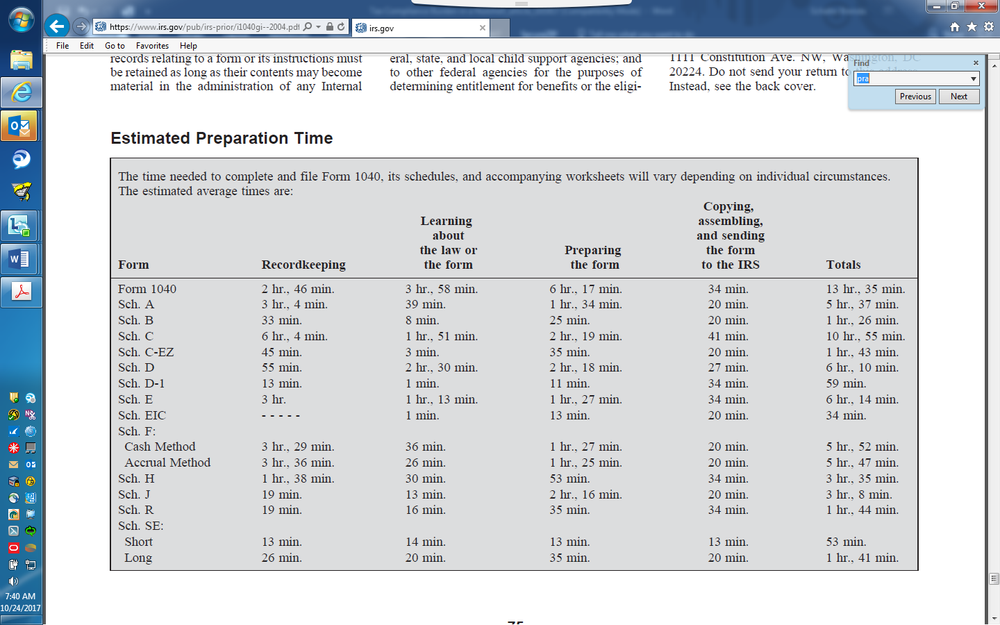 https://www.irs.gov/pub/irs-prior/i1040gi--2004.pdf
irs.gov
File Edit Go to Favorites Help
records relating to a form or its instructions must
be retained as long as their contents may become
material in the administration of any Internal
eral, state, and local child support agencies; and
to other federal agencies for the purposes of
determining entitlement for benefits or the eligi-
1111 Constitution Ave. NW, Washington, DC
20224. Do not send your return to this address.
Instead, see the back cover.
Find
pra
Previous Next
Estimated Preparation Time
The time needed to complete and file Form 1040, its schedules, and accompanying worksheets will vary depending on individual circumstances.
The estimated average times are:
Form
Recordkeeping
Learning
about
the law or
the form
Preparing
the form
Copying,
assembling,
and sending
the form
to the IRS
Totals
Form 1040 2 hr., 46 min. 3 hr., 58 min. 6 hr., 17 min. 34 min. 13 hr., 35 min.
Sch. A 3 hr., 4 min. 39 min. 1 hr., 34 min. 20 min. 5 hr., 37 min.
Sch. B 33 min. 8 min. 25 min. 20 min. 1 hr., 26 min.
Sch. C 6 hr., 4 min. 1 hr., 51 min. 2 hr., 19 min. 41 min. 10 hr., 55 min.
Sch. C-EZ 45 min. 3 min. 35 min. 20 min. 1 hr., 43 min.
Sch. D 55 min. 2 hr., 30 min. 2 hr., 18 min. 27 min. 6 hr., 10 min.
Sch. D-1 13 min. 1 min. 11 min. 34 min. 59 min.
Sch. E 3 hr. 1 hr., 13 min. 1 hr., 27 min. 34 min. 6 hr., 14 min.
Sch. EIC - - - - - 1 min. 13 min. 20 min. 34 min.
Sch. F:
Cash Method 3 hr., 29 min. 36 min. 1 hr., 27 min. 20 min. 5 hr., 52 min.
Accrual Method 3 hr., 36 min. 26 min. 1 hr., 25 min. 20 min. 5 hr., 47 min.
Sch. H 1 hr., 38 min. 30 min. 53 min. 34 min. 3 hr., 35 min.
Sch. J 19 min. 13 min. 2 hr., 16 min. 20 min. 3 hr., 8 min.
Sch. R 19 min. 16 min. 35 min. 34 min. 1 hr., 44 min.
Sch. SE:
Short 13 min. 14 min. 13 min. 13 min. 53 min.
Long 26 min. 20 min. 35 min. 20 min. 1 hr., 41 min.
7:40 AM
10/24/2017